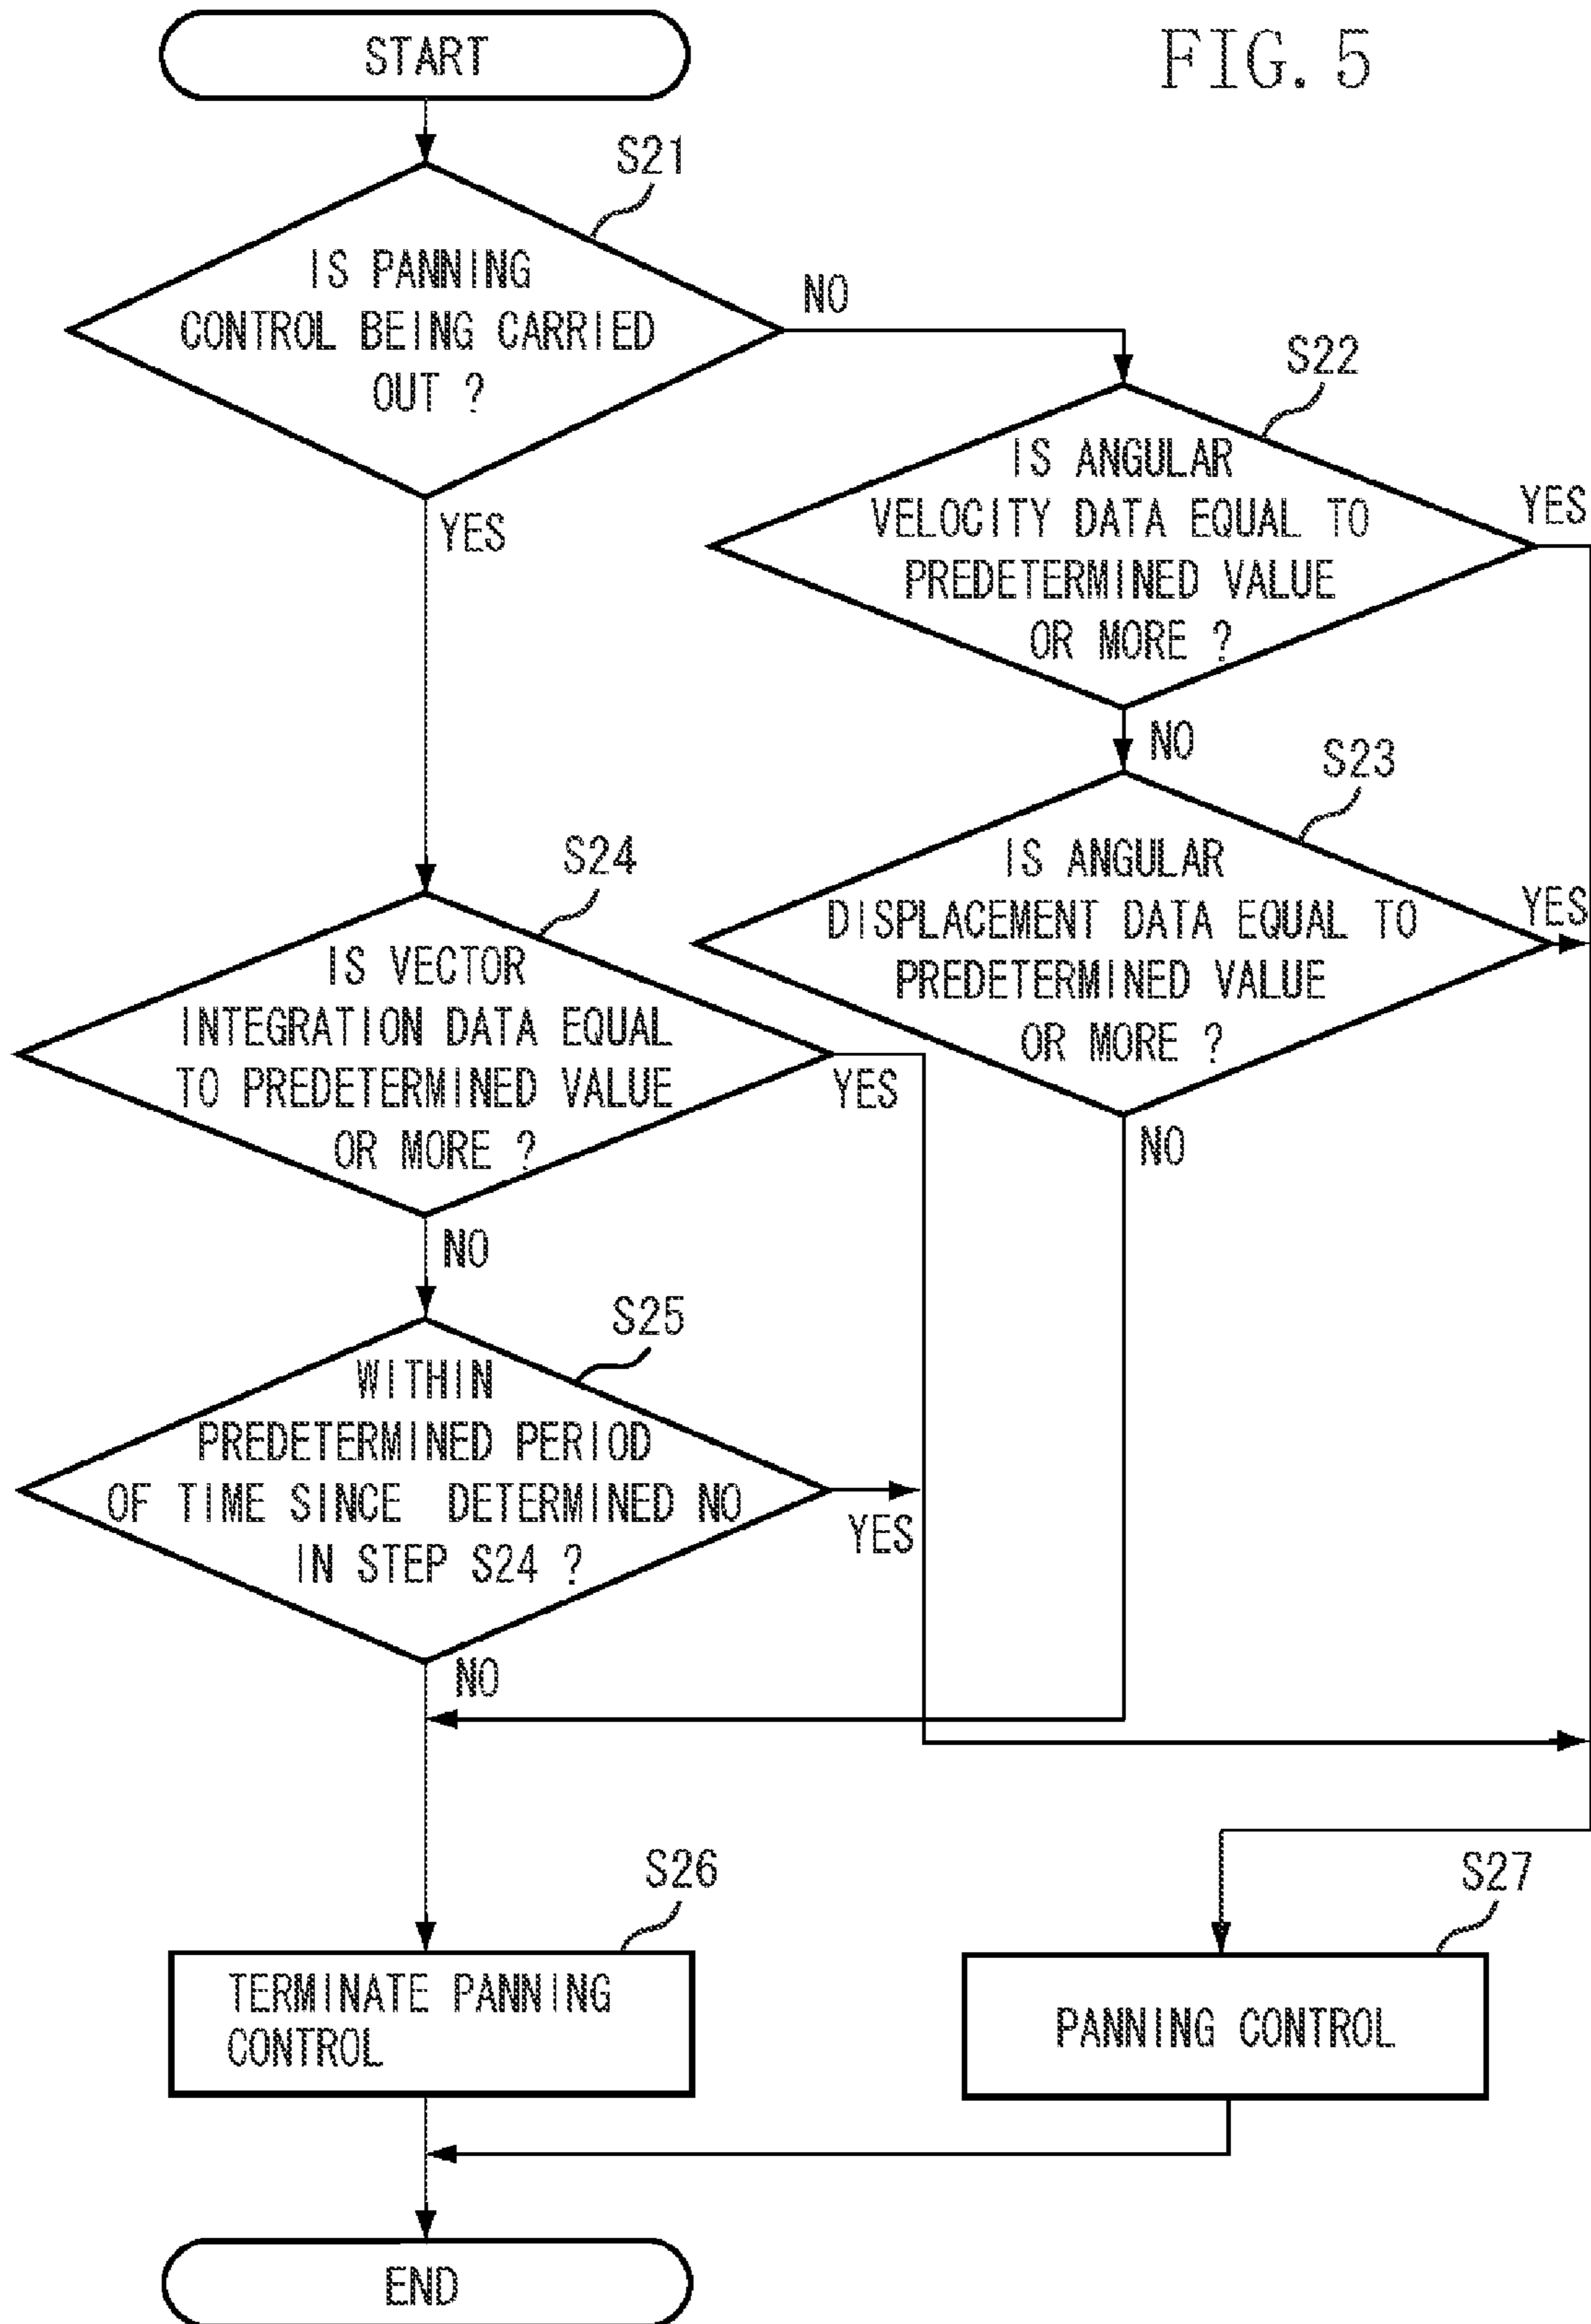 FIG. 5
START
S21
IS PANNING
CONTROL BEING CARRIED
OUT ?
NO
YES
S22
IS ANGULAR
VELOCITY DATA EQUAL TO
PREDETERMINED VALUE
OR MORE ?
YES
NO
S23
IS ANGULAR
DISPLACEMENT DATA EQUAL TO
PREDETERMINED VALUE
OR MORE ?
YES
NO
S24
IS VECTOR
INTEGRATION DATA EQUAL
TO PREDETERMINED VALUE
OR MORE ?
YES
NO
S25
WITHIN
PREDETERMINED PERIOD
OF TIME SINCE DETERMINED NO
IN STEP S24 ?
YES
NO
S26
TERMINATE PANNING
CONTROL
S27
PANNING CONTROL
END